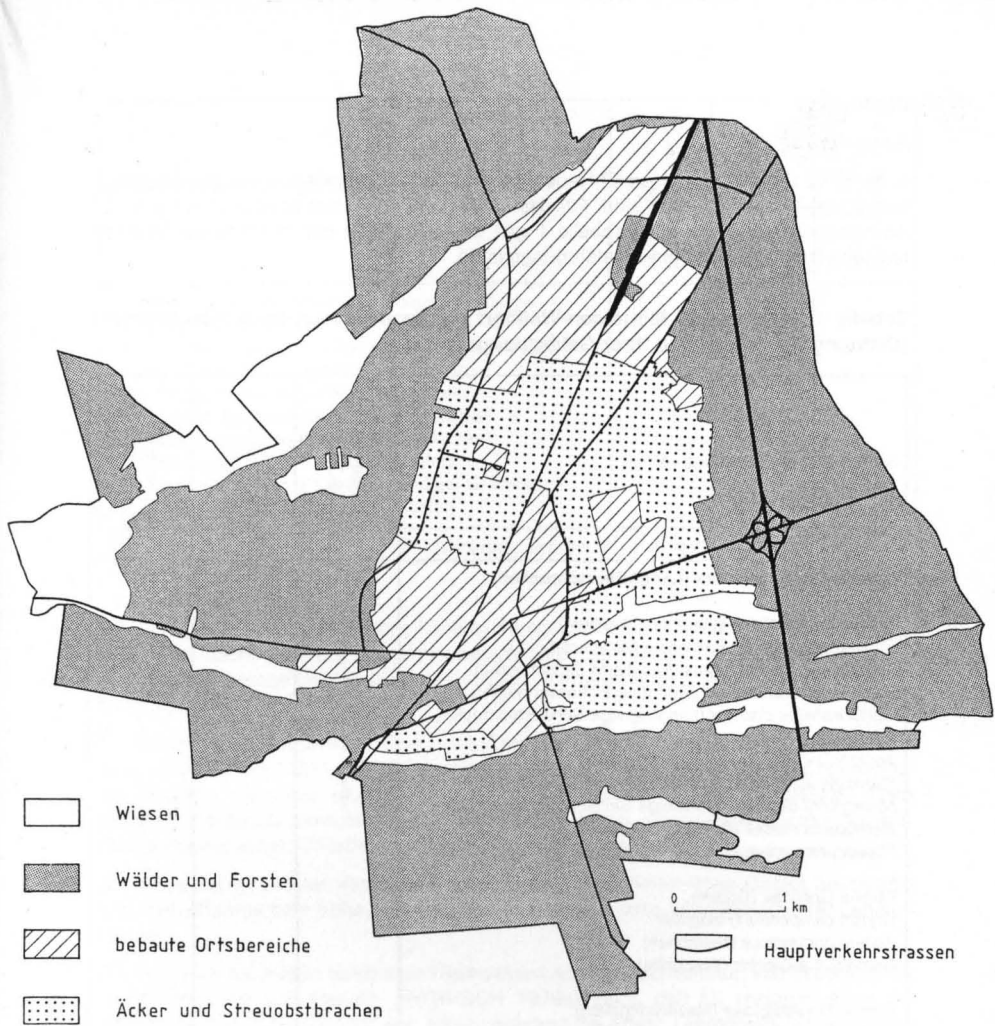 Wiesen
Wälder und Forsten
bebaute Ortsbereiche
Äcker und Streuobstbrachen
0 1 km
Hauptverkehrstrassen